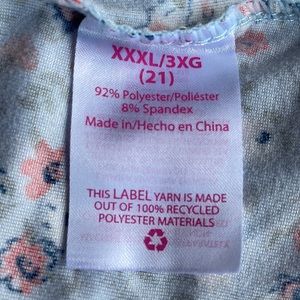 XXXL/3XG
(21)
92% Polyester/Poliéster
8% Spandex
Made in/Hecho en China
THIS LABEL YARN IS MADE
OUT OF 100% RECYCLED
POLYESTER MATERIALS